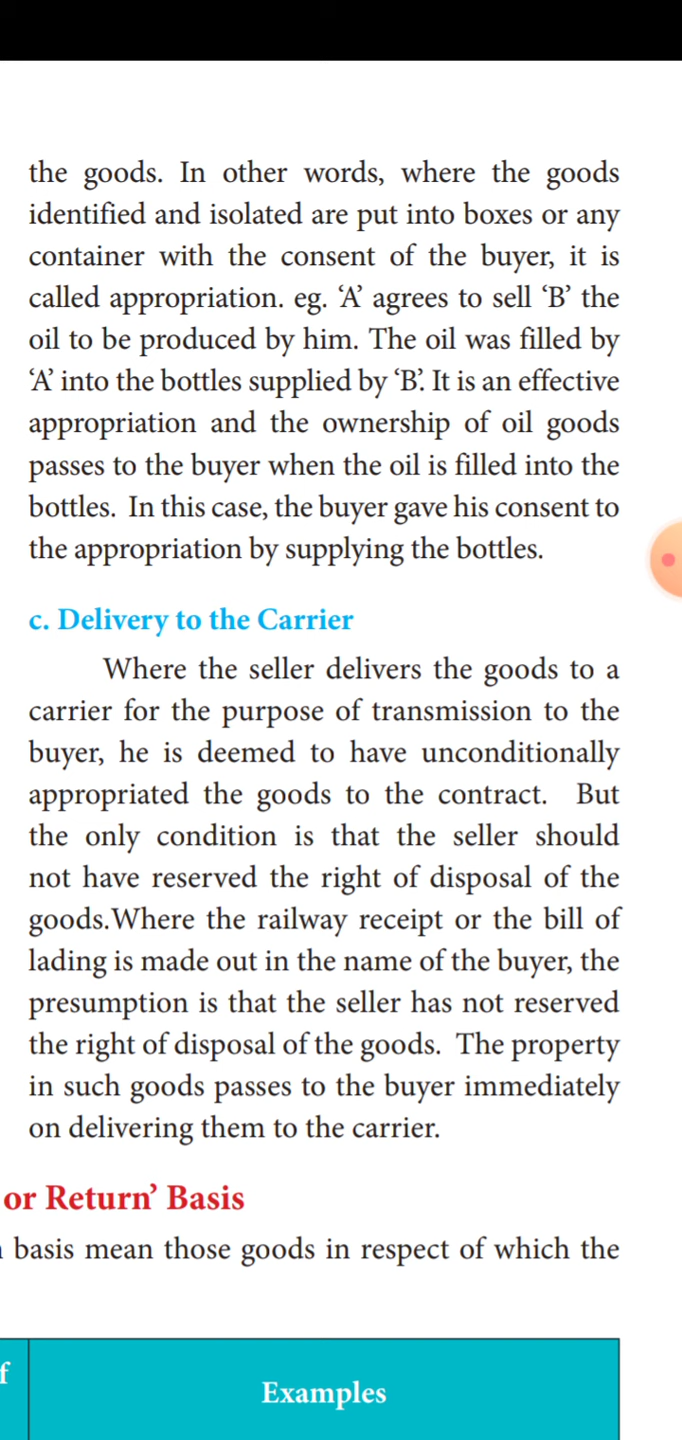 the goods. In other words, where the goods
identified and isolated are put into boxes or any
container with the consent of the buyer, it is
called appropriation. eg. ‘A’ agrees to sell ‘B’ the
oil to be produced by him. The oil was filled by
‘A’ into the bottles supplied by ‘B’. It is an effective
appropriation and the ownership of oil goods
passes to the buyer when the oil is filled into the
bottles. In this case, the buyer gave his consent to
the appropriation by supplying the bottles.
c. Delivery to the Carrier
Where the seller delivers the goods to a
carrier for the purpose of transmission to the
buyer, he is deemed to have unconditionally
appropriated the goods to the contract. But
the only condition is that the seller should
not have reserved the right of disposal of the
goods.Where the railway receipt or the bill of
lading is made out in the name of the buyer, the
presumption is that the seller has not reserved
the right of disposal of the goods. The property
in such goods passes to the buyer immediately
on delivering them to the carrier.
or Return’ Basis
basis mean those goods in respect of which the
Examples